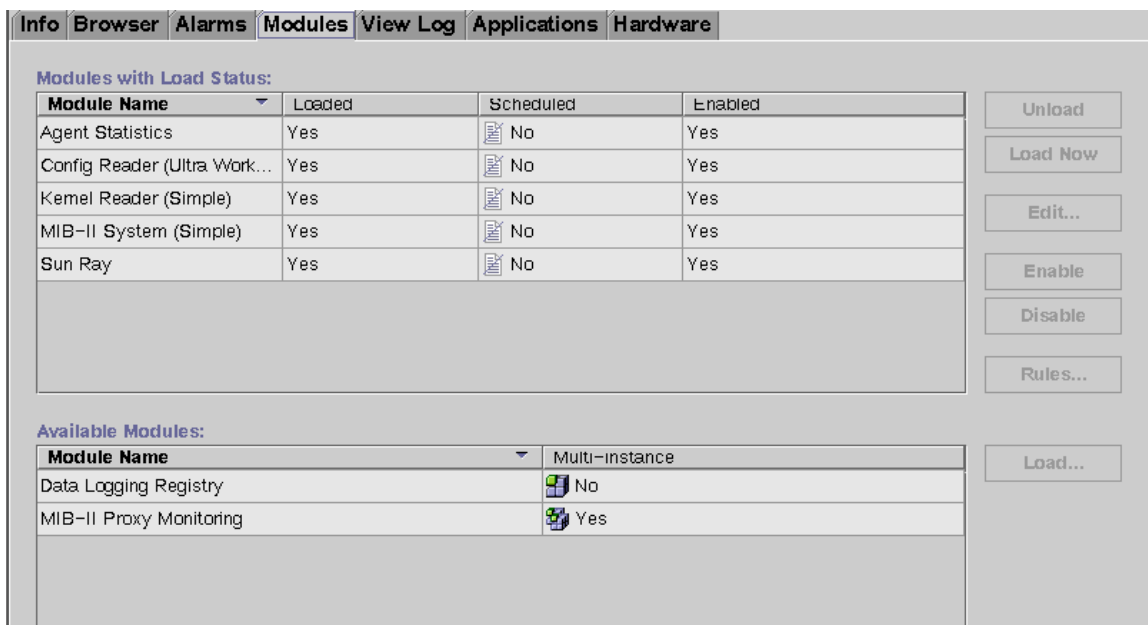 Info Browser Alarms Modules View Log Applications Hardware
Modules with Load Status:
Module Name Loaded Scheduled Enabled
Agent Statistics Yes No Yes
Config Reader (Ultra Work... Yes No Yes
Kernel Reader (Simple) Yes No Yes
MIB-II System (Simple) Yes No Yes
Sun Ray Yes No Yes
Unload
Load Now
Edit...
Enable
Disable
Rules...
Available Modules:
Module Name Multi-Instance
Data Logging Registry No
MIB-II Proxy Monitoring Yes
Load...